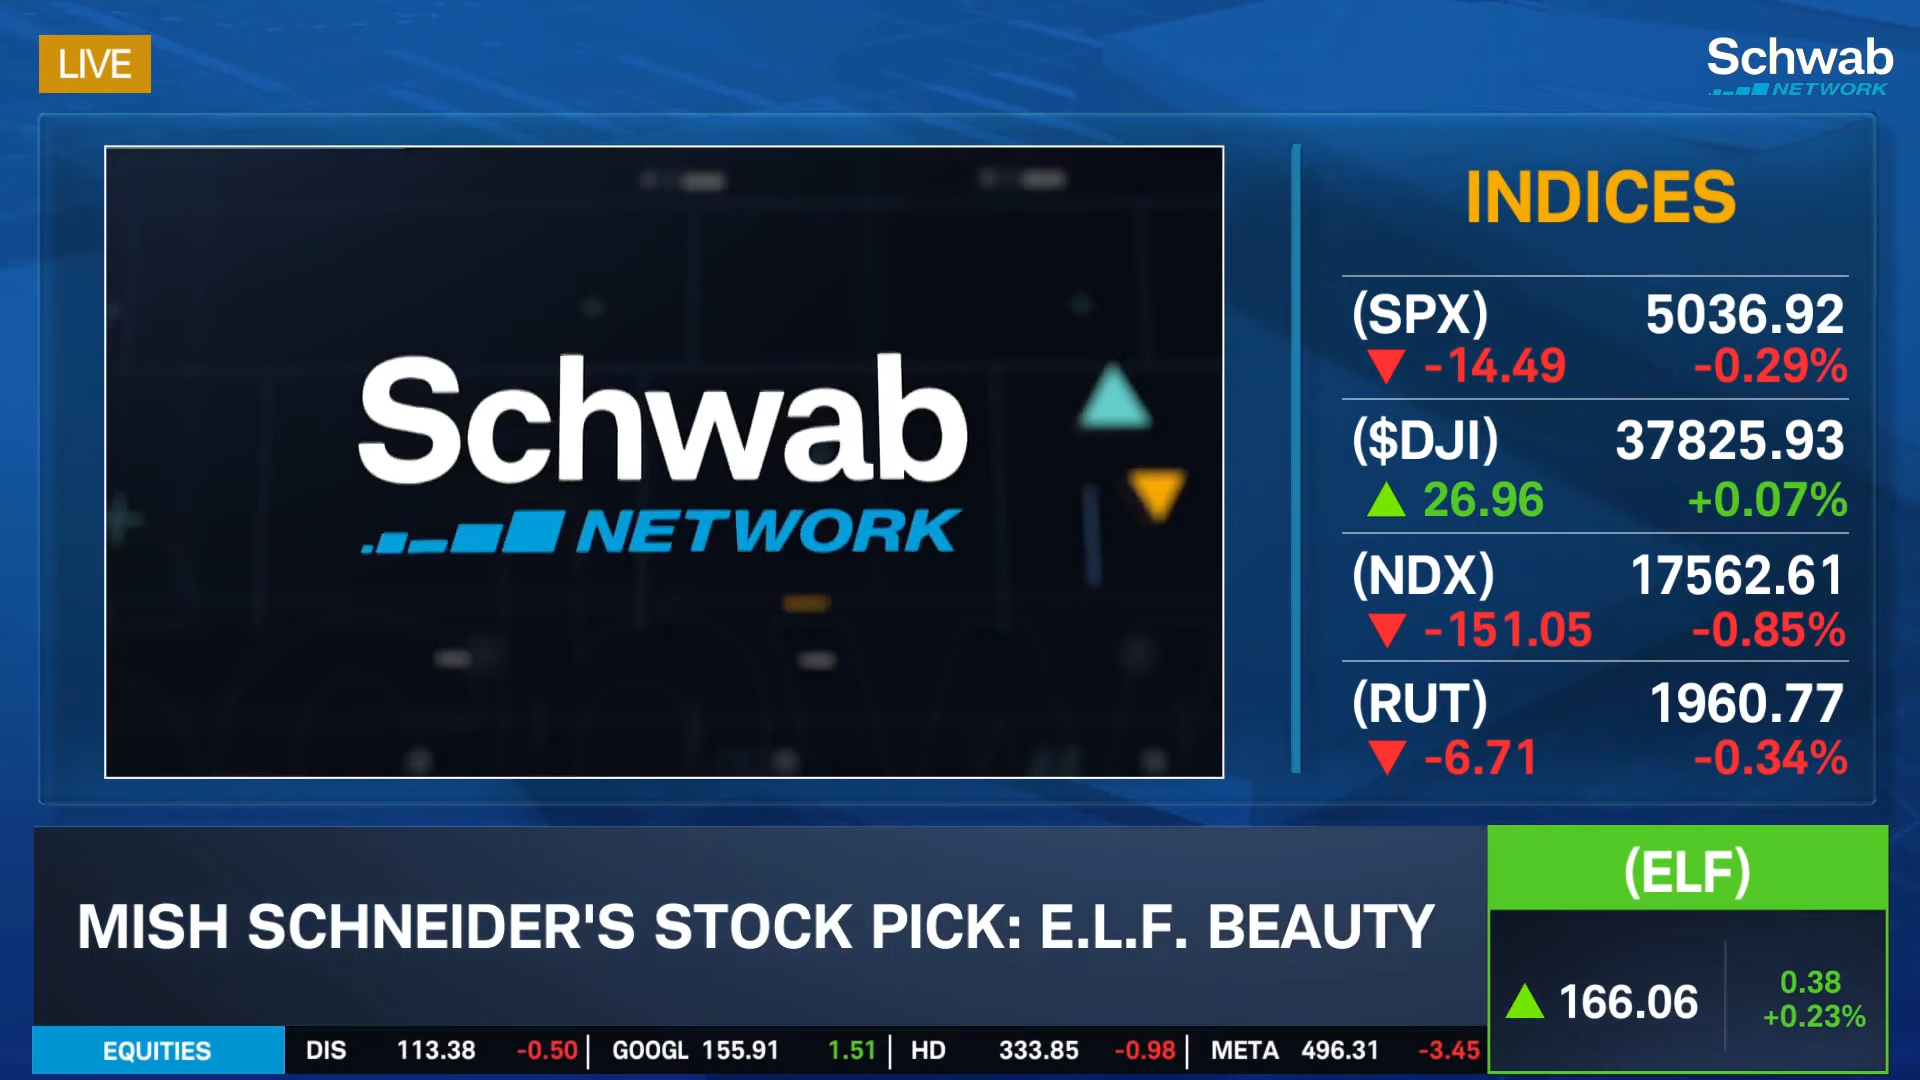 LIVE
Schwab
NETWORK
Schwab
NETWORK
INDICES
(SPX) 5036.92
-14.49 -0.29%
($DJI) 37825.93
26.96 +0.07%
(NDX) 17562.61
-151.05 -0.85%
(RUT) 1960.77
-6.71 -0.34%
MISH SCHNEIDER'S STOCK PICK: E.L.F. BEAUTY
(ELF)
166.06
0.38
+0.23%
EQUITIES DIS 113.38 -0.50 GOOGL 155.91 1.51 HD 333.85 -0.98 META 496.31 -3.45